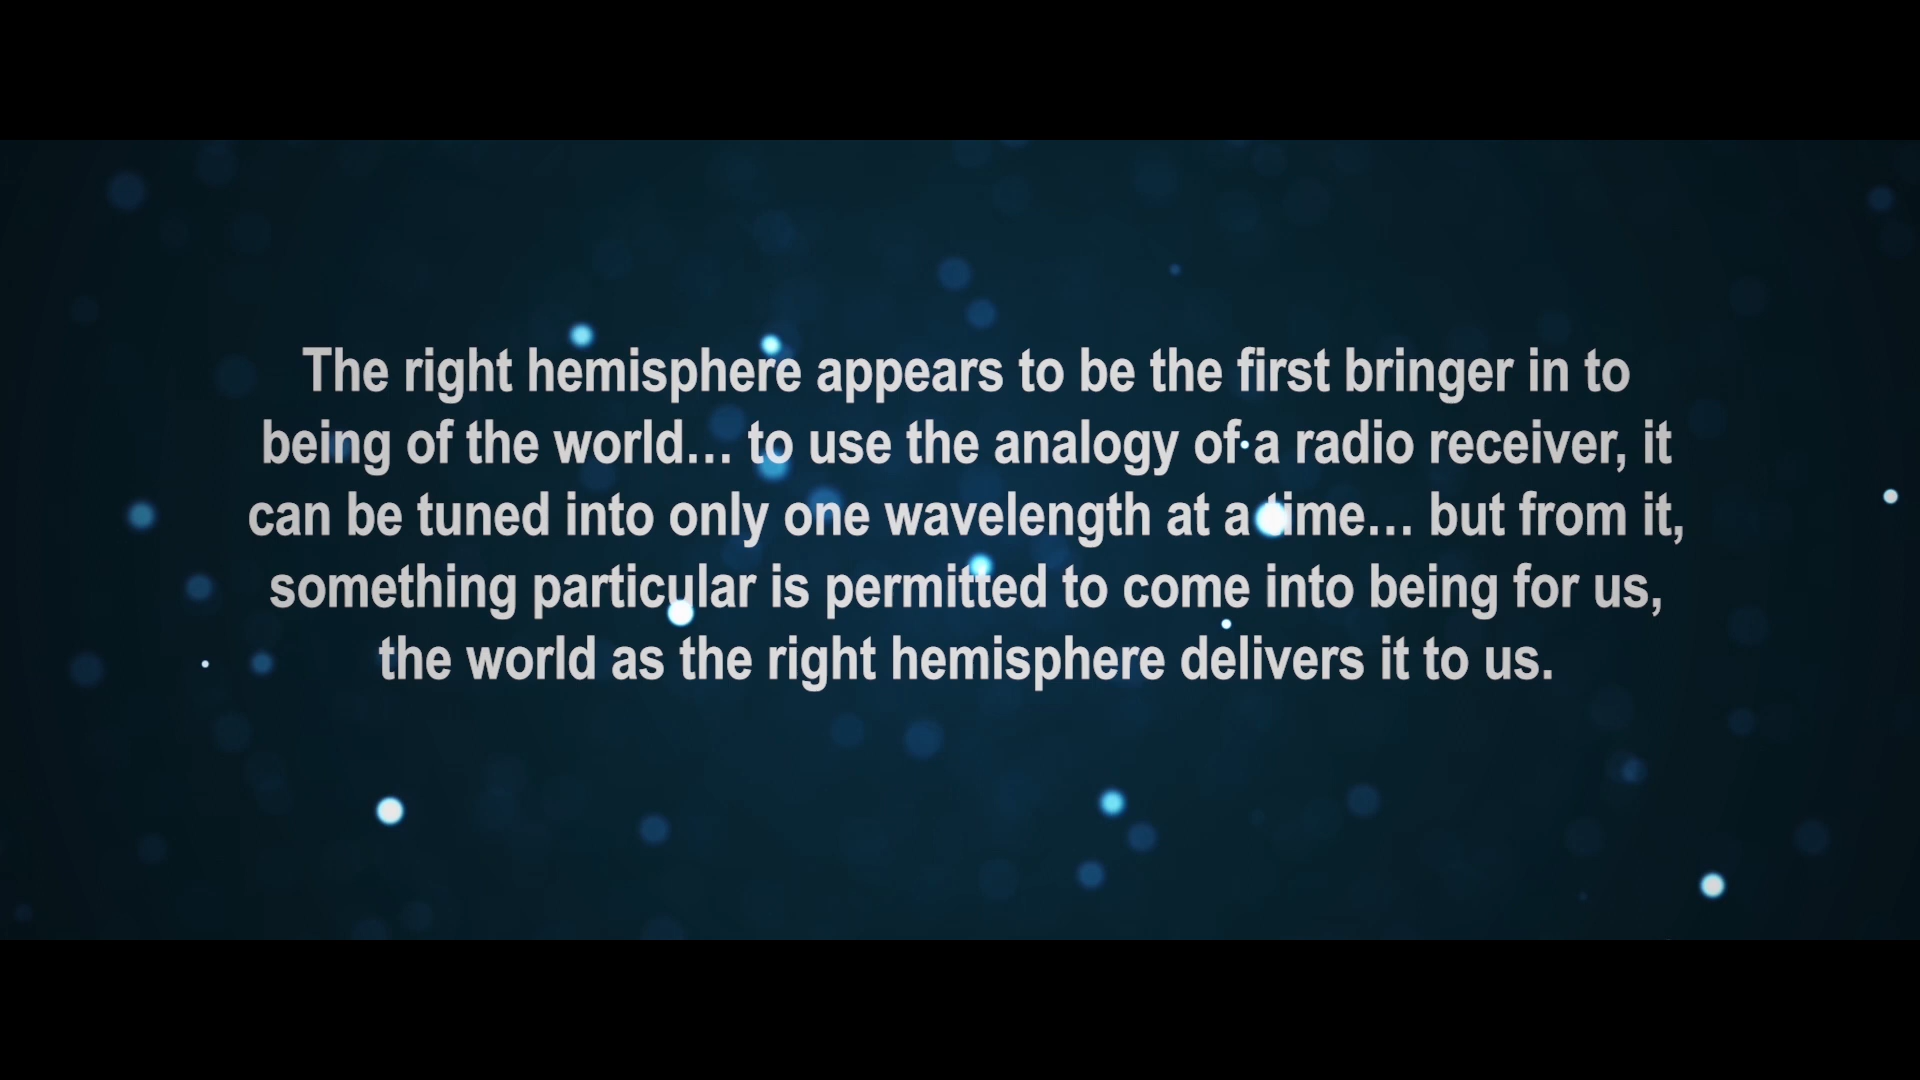 The right hemisphere appears to be the first bringer in to
being of the world… to use the analogy of a radio receiver, it
can be tuned into only one wavelength at a time… but from it,
something particular is permitted to come into being for us,
the world as the right hemisphere delivers it to us.